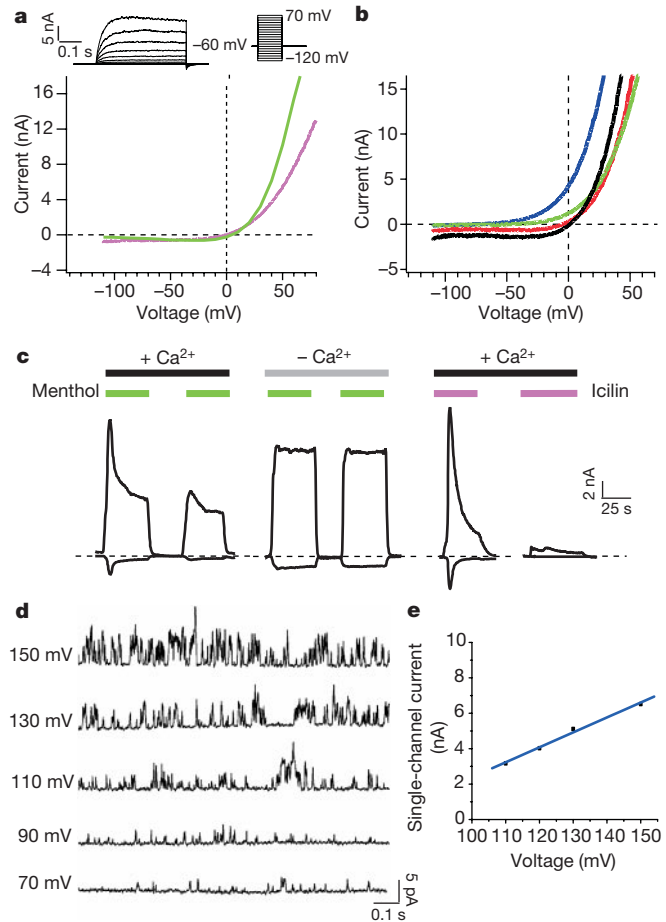 a
5 nA
0.1 s
–60 mV
70 mV
–120 mV
16
12
8
4
0
–4
Current (nA)
–100
–50
0
50
Voltage (mV)
b
15
10
5
0
–5
Current (nA)
–100
–50
0
50
Voltage (mV)
c
+ Ca²⁺
– Ca²⁺
+ Ca²⁺
Menthol
Icilin
2 nA
25 s
d
150 mV
130 mV
110 mV
90 mV
70 mV
5 pA
0.1 s
e
Single-channel current
(nA)
10
8
6
4
2
0
100 110 120 130 140 150
Voltage (mV)